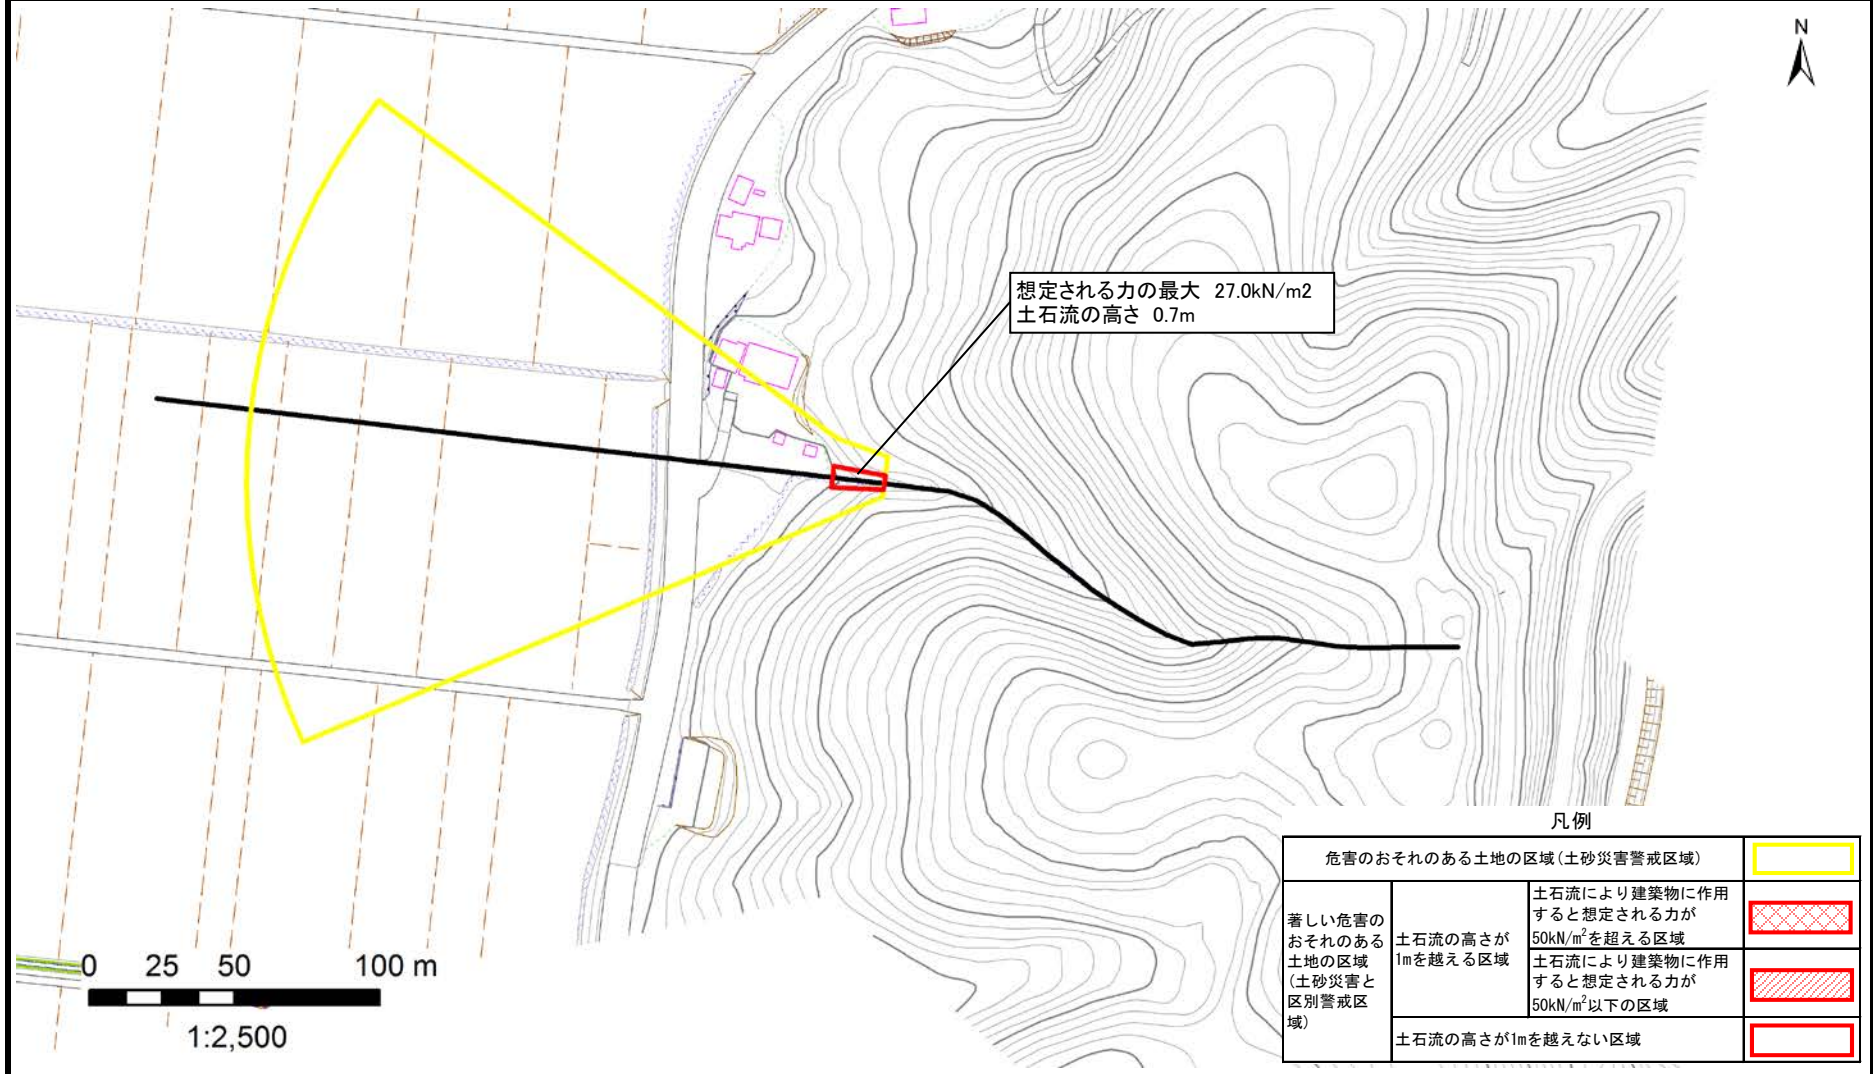 N
想定される力の最大 27.0kN/m2
土石流の高さ 0.7m
0 25 50 100 m
1:2,500
凡例
危害のおそれのある土地の区域(土砂災害警戒区域)
著しい危害の
おそれのある
土地の区域
(土砂災害と
区別警戒区
域)
土石流の高さが
1mを越える区域
土石流により建築物に作用
すると想定される力が
50kN/m²を超える区域
土石流により建築物に作用
すると想定される力が
50kN/m²以下の区域
土石流の高さが1mを越えない区域